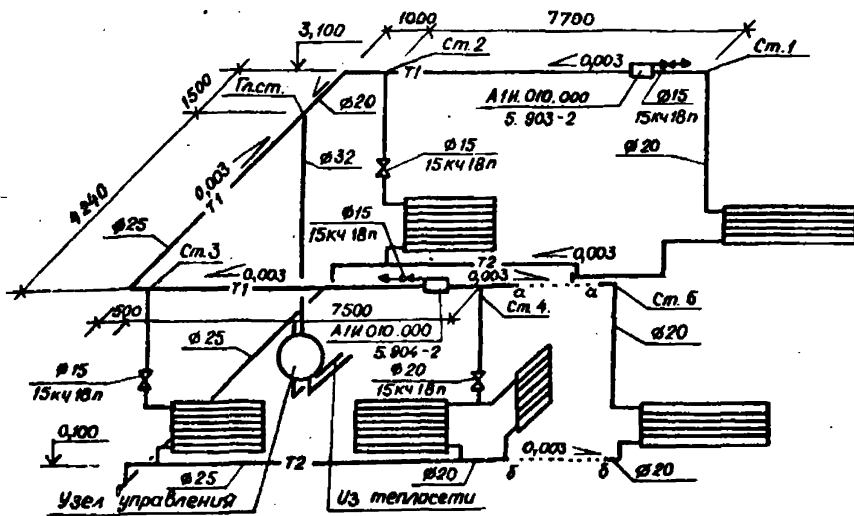 1000
7700
3,100
Ст.2
Ст.1
Т1
0,003
1500
Гл.ст.
ø20
А1И.010.000
5.903-2
ø15
15кч18п
ø32
ø15
15кч18п
ø20
0,003
4240
Т1
ø25
ø15
15кч18п
0,003
Т2
Ст.3
0,003
Т1
0,003
а
а
Ст.6
500
7500
Ст.4.
А1И010.000
5.904-2
ø25
ø20
ø15
15кч18п
ø20
15кч18п
0,100
0,003
Т2
б
б
ø25
ø20
ø20
Узел управления
Из теплосети